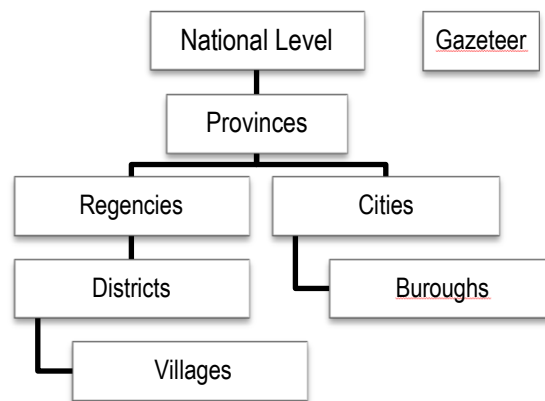 National Level
Gazeteer
Provinces
Regencies
Cities
Districts
Buroughs
Villages